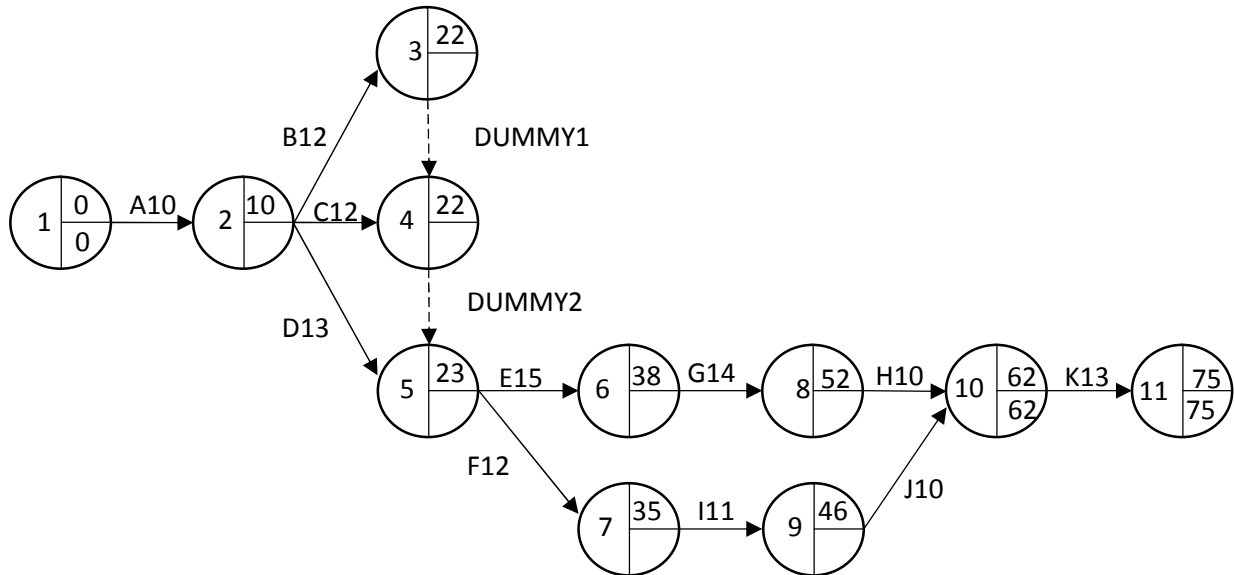 3 22
B12 DUMMY1
1 0 A10 2 10 C12 4 22
0
D13 DUMMY2
5 23 E15 6 38 G14 8 52 H10 10 62 K13 11 75
62 75
F12 J10
7 35 I11 9 46